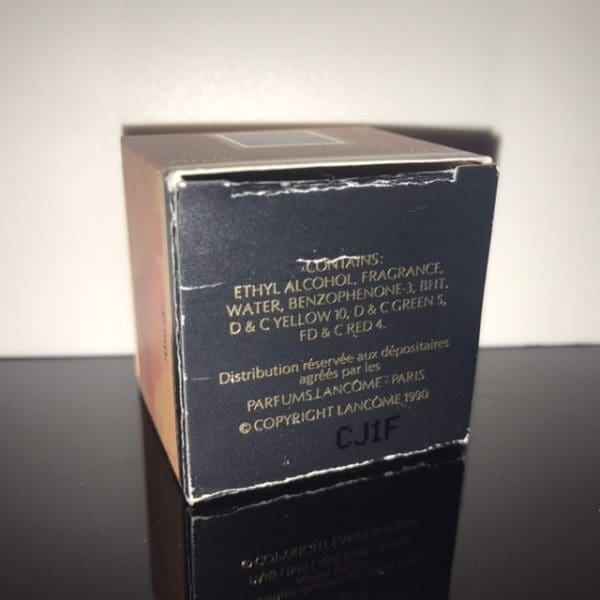 CONTAINS:
ETHYL ALCOHOL, FRAGRANCE,
WATER, BENZOPHENONE-3, BHT.
D & C YELLOW 10, D & C GREEN 5,
FD & C RED 4.
Distribution réservée aux dépositaires
agréés par les
PARFUMS LANCÔME - PARIS
© COPYRIGHT LANCÔME 1990
CJ1F